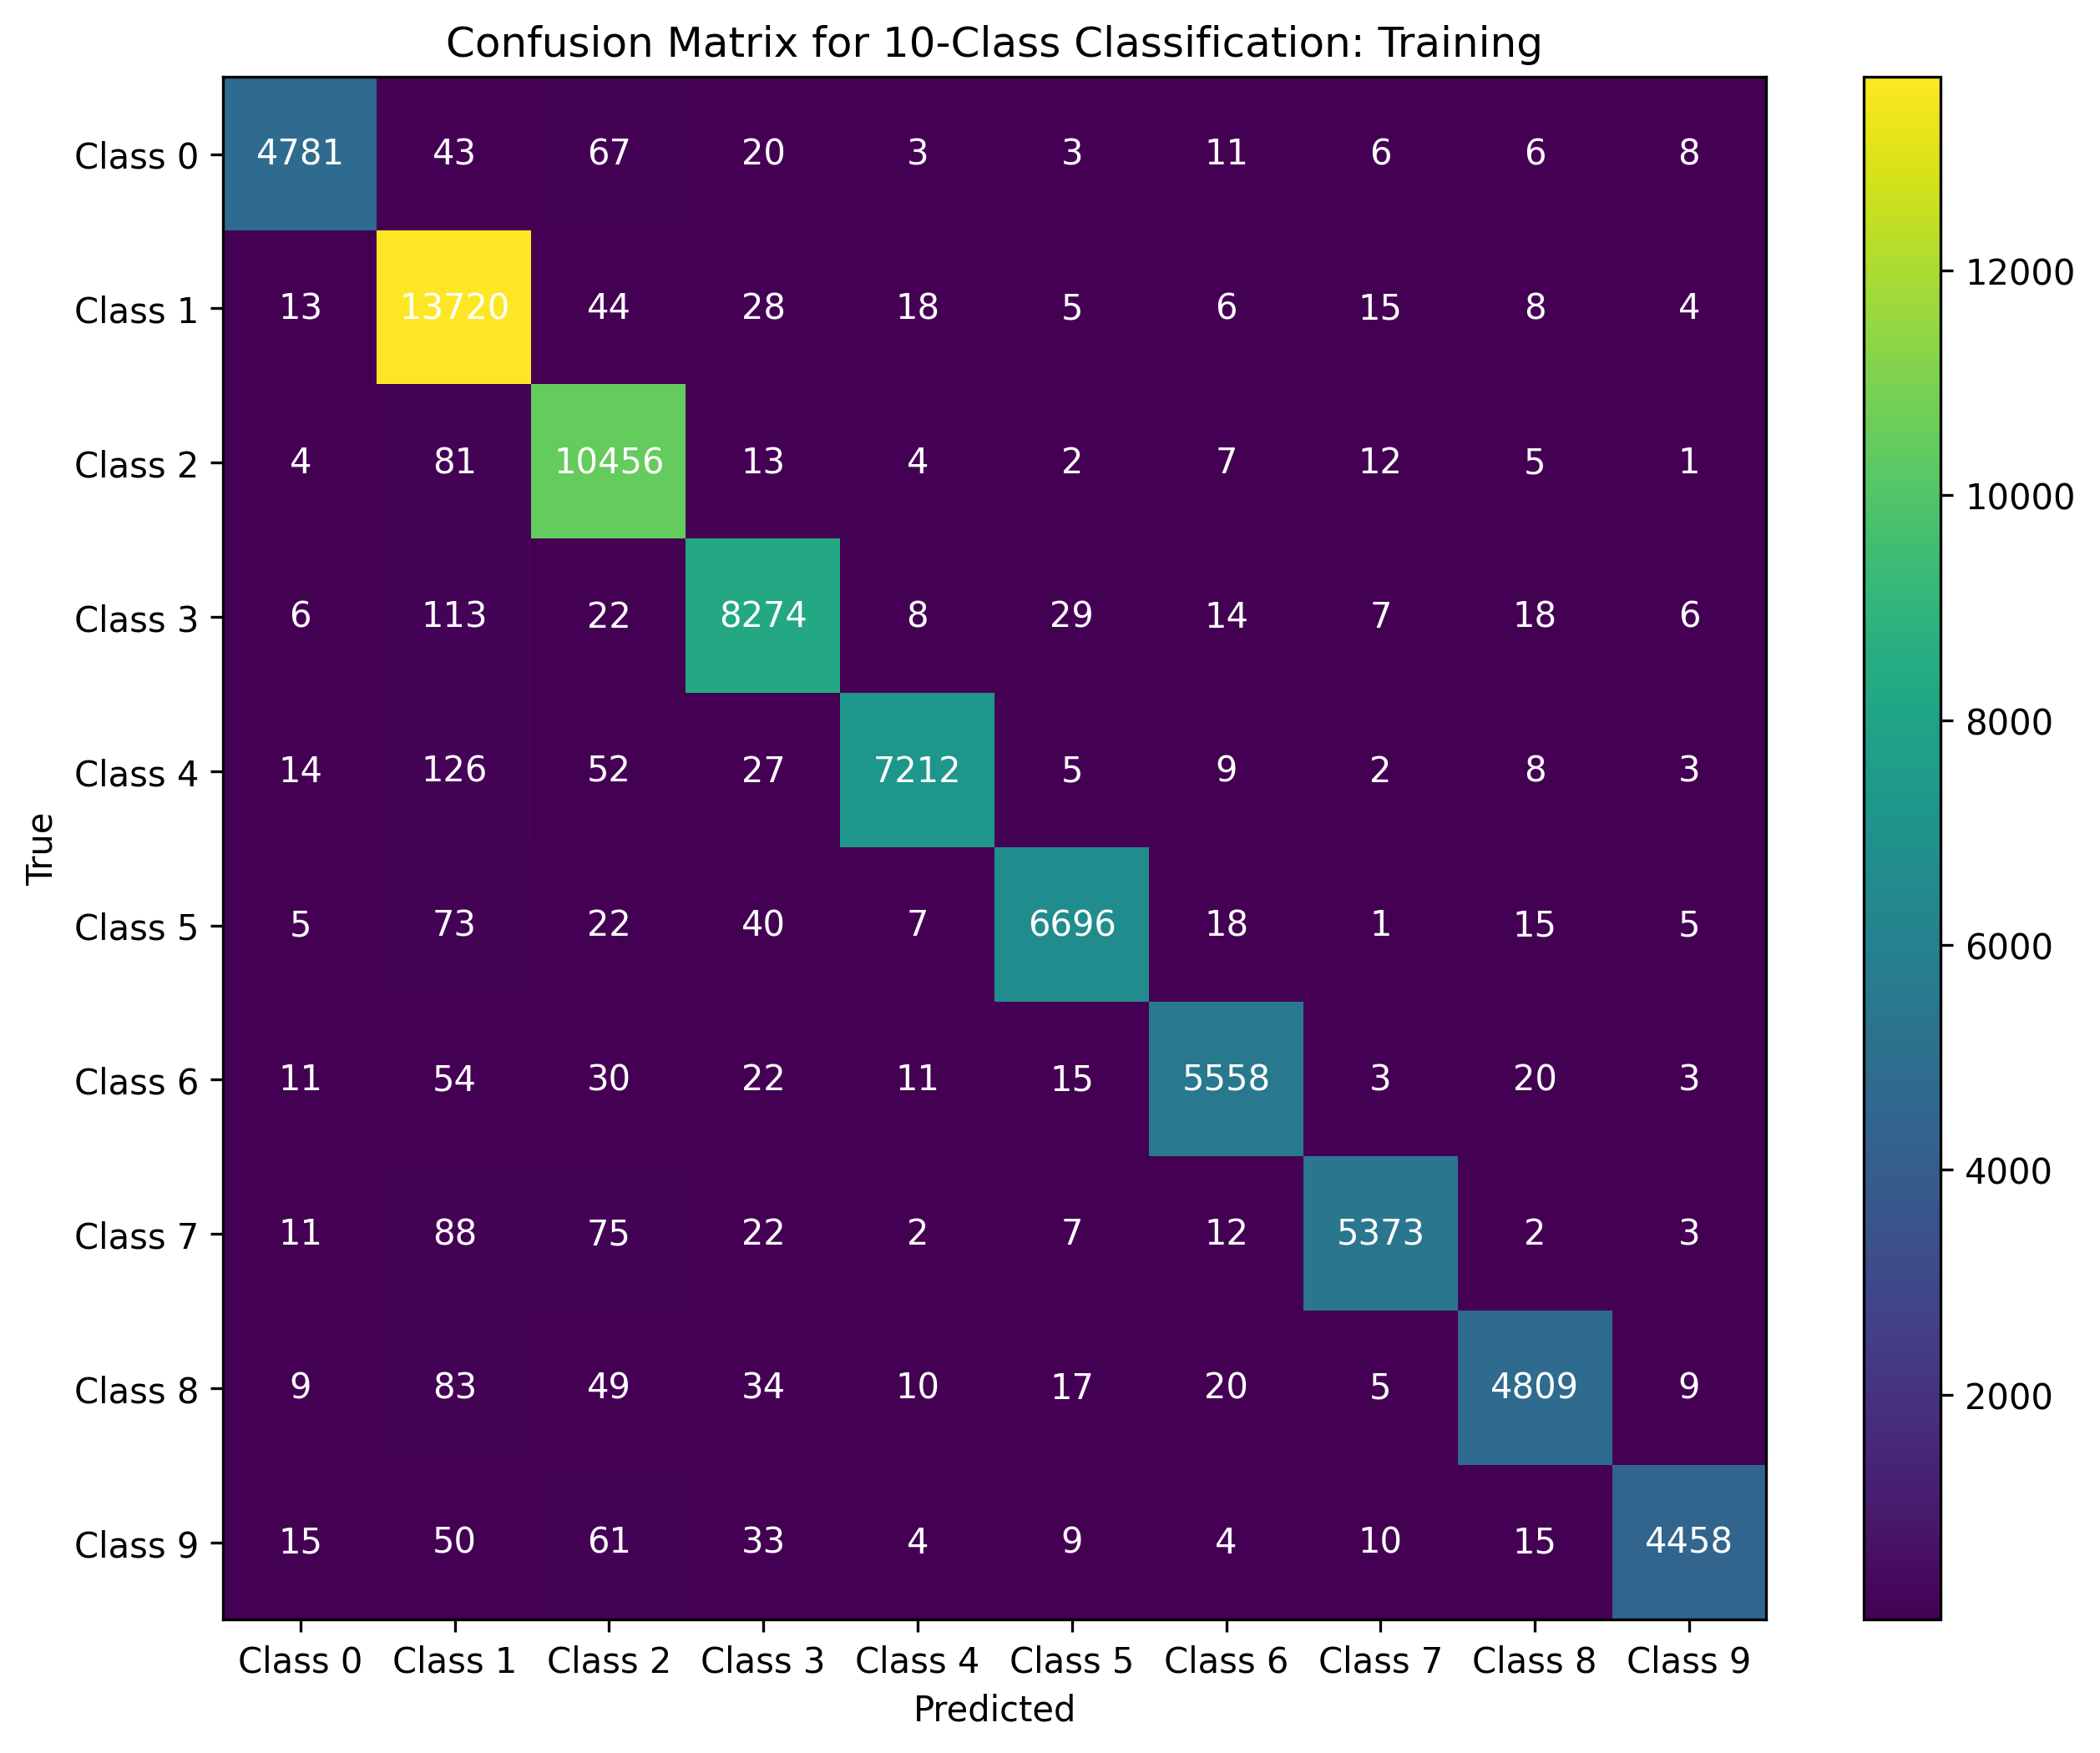 Confusion Matrix for 10-Class Classification: Training
Class 0 4781 43 67 20 3 3 11 6 6 8
Class 1 13 13720 44 28 18 5 6 15 8 4
Class 2 4 81 10456 13 4 2 7 12 5 1
Class 3 6 113 22 8274 8 29 14 7 18 6
Class 4 14 126 52 27 7212 5 9 2 8 3
Class 5 5 73 22 40 7 6696 18 1 15 5
Class 6 11 54 30 22 11 15 5558 3 20 3
Class 7 11 88 75 22 2 7 12 5373 2 3
Class 8 9 83 49 34 10 17 20 5 4809 9
Class 9 15 50 61 33 4 9 4 10 15 4458
Class 0 Class 1 Class 2 Class 3 Class 4 Class 5 Class 6 Class 7 Class 8 Class 9
Predicted
True
12000
10000
8000
6000
4000
2000